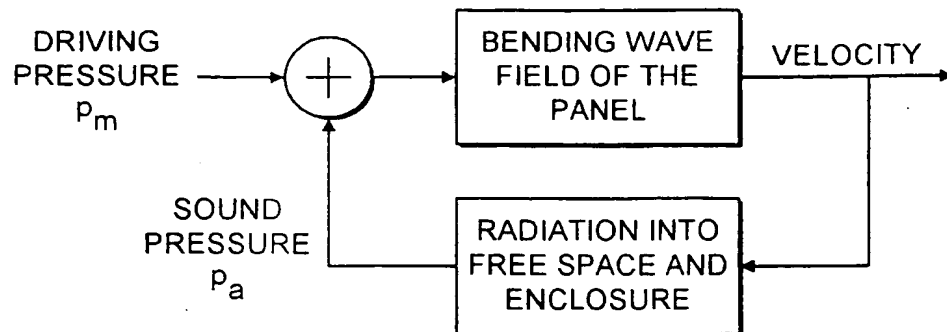 DRIVING
PRESSURE
pm
+
BENDING WAVE
FIELD OF THE
PANEL
VELOCITY
SOUND
PRESSURE
pa
RADIATION INTO
FREE SPACE AND
ENCLOSURE